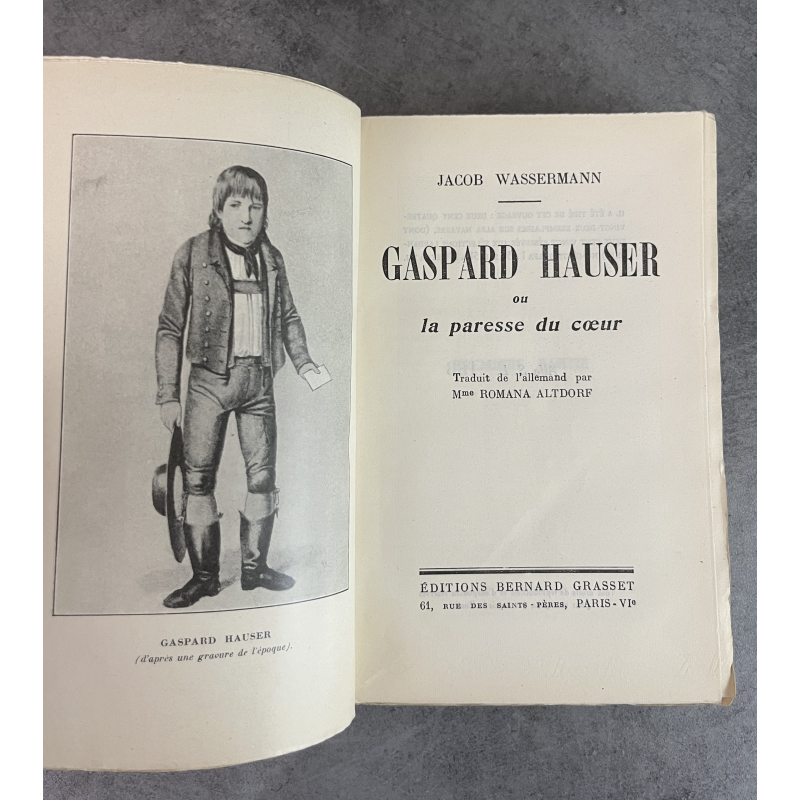 GASPARD HAUSER
(d'après une gravure de l'époque).
JACOB WASSERMANN
GASPARD HAUSER
ou
la paresse du cœur
Traduit de l'allemand par
Mme ROMANA ALTDORF
ÉDITIONS BERNARD GRASSET
61, RUE DES SAINTS-PÈRES, PARIS-VIe